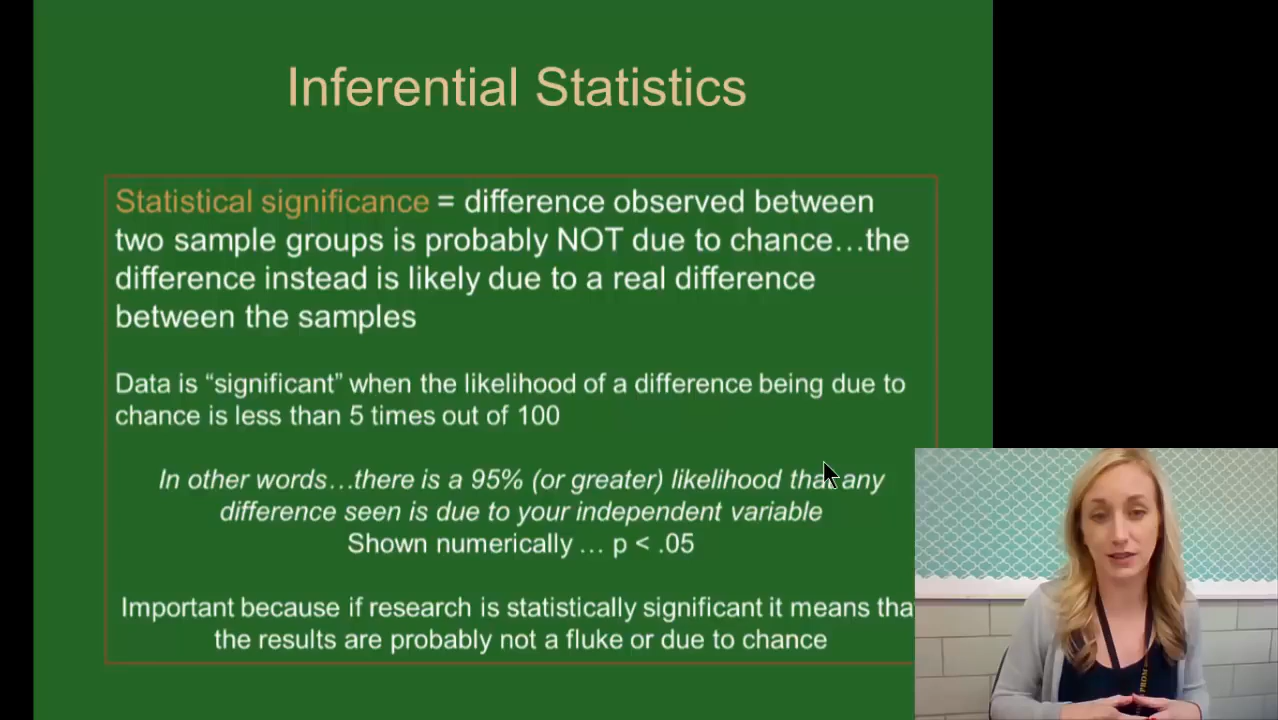 Inferential Statistics
Statistical significance = difference observed between
two sample groups is probably NOT due to chance…the
difference instead is likely due to a real difference
between the samples
Data is “significant” when the likelihood of a difference being due to
chance is less than 5 times out of 100
In other words…there is a 95% (or greater) likelihood that any
difference seen is due to your independent variable
Shown numerically … p < .05
Important because if research is statistically significant it means tha
the results are probably not a fluke or due to chance